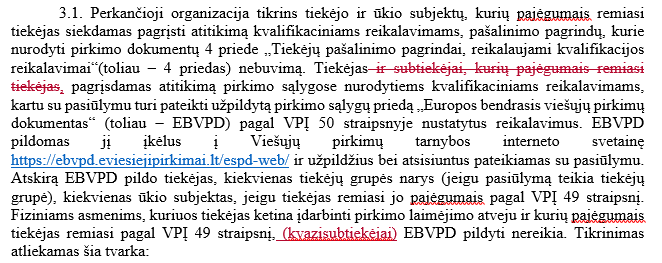 3.1. Perkančioji organizacija tikrins tiekėjo ir ūkio subjektų, kurių pajėgumais remiasi
tiekėjas siekdamas pagrįsti atitikimą kvalifikaciniams reikalavimams, pašalinimo pagrindų, kurie
nurodyti pirkimo dokumentų 4 priede „Tiekėjų pašalinimo pagrindai, reikalaujami kvalifikacijos
reikalavimai“(toliau – 4 priedas) nebuvimą. Tiekėjas ir subtiekėjai, kurių pajėgumais remiasi
tiekėjas, pagrįsdamas atitikimą pirkimo sąlygose nurodytiems kvalifikaciniams reikalavimams,
kartu su pasiūlymu turi pateikti užpildytą pirkimo sąlygų priedą „Europos bendrasis viešųjų pirkimų
dokumentas“ (toliau – EBVPD) pagal VPĮ 50 straipsnyje nustatytus reikalavimus. EBVPD
pildomas jį įkėlus į Viešųjų pirkimų tarnybos interneto svetainę
https://ebvpd.eviesiejipirkimai.lt/espd-web/ ir užpildžius bei atsisiuntus pateikiamas su pasiūlymu.
Atskirą EBVPD pildo tiekėjas, kiekvienas tiekėjų grupės narys (jeigu pasiūlymą teikia tiekėjų
grupė), kiekvienas ūkio subjektas, jeigu tiekėjas remiasi jo pajėgumais pagal VPĮ 49 straipsnį.
Fiziniams asmenims, kuriuos tiekėjas ketina įdarbinti pirkimo laimėjimo atveju ir kurių pajėgumais
tiekėjas remiasi pagal VPĮ 49 straipsnį, (kvazisubtiekėjai) EBVPD pildyti nereikia. Tikrinimas
atliekamas šia tvarka: